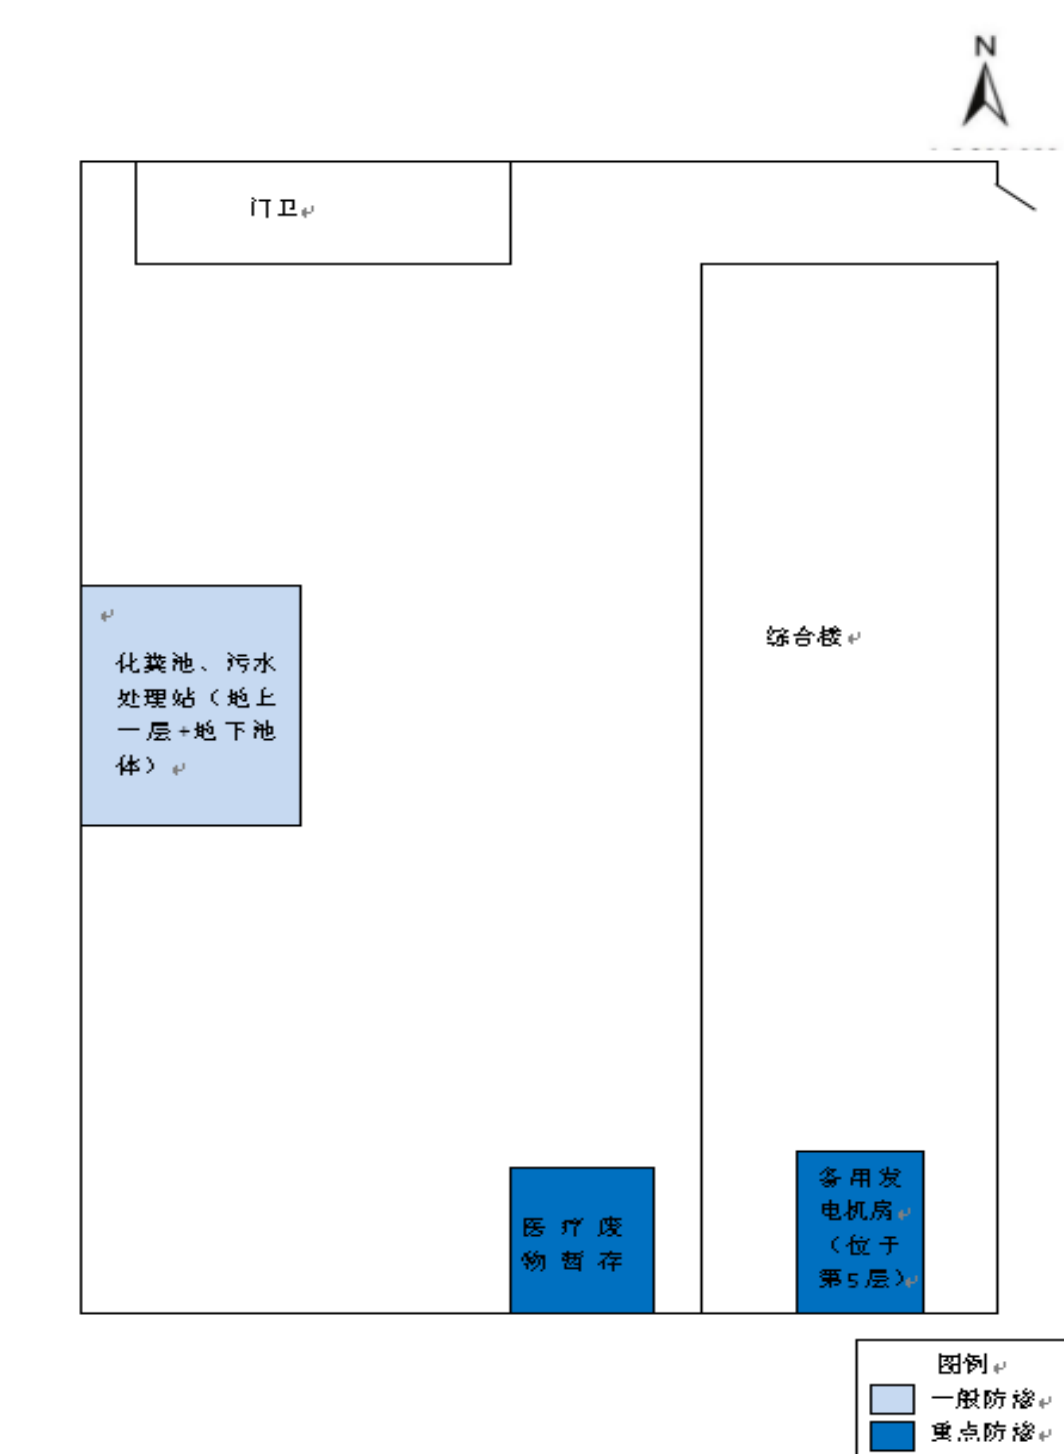 N
门卫
化粪池、污水
处理站（地上
一层+地下池
体）
综合楼
医疗废
物暂存
备用发
电机房
（位于
第5层）
图例
一般防渗
重点防渗